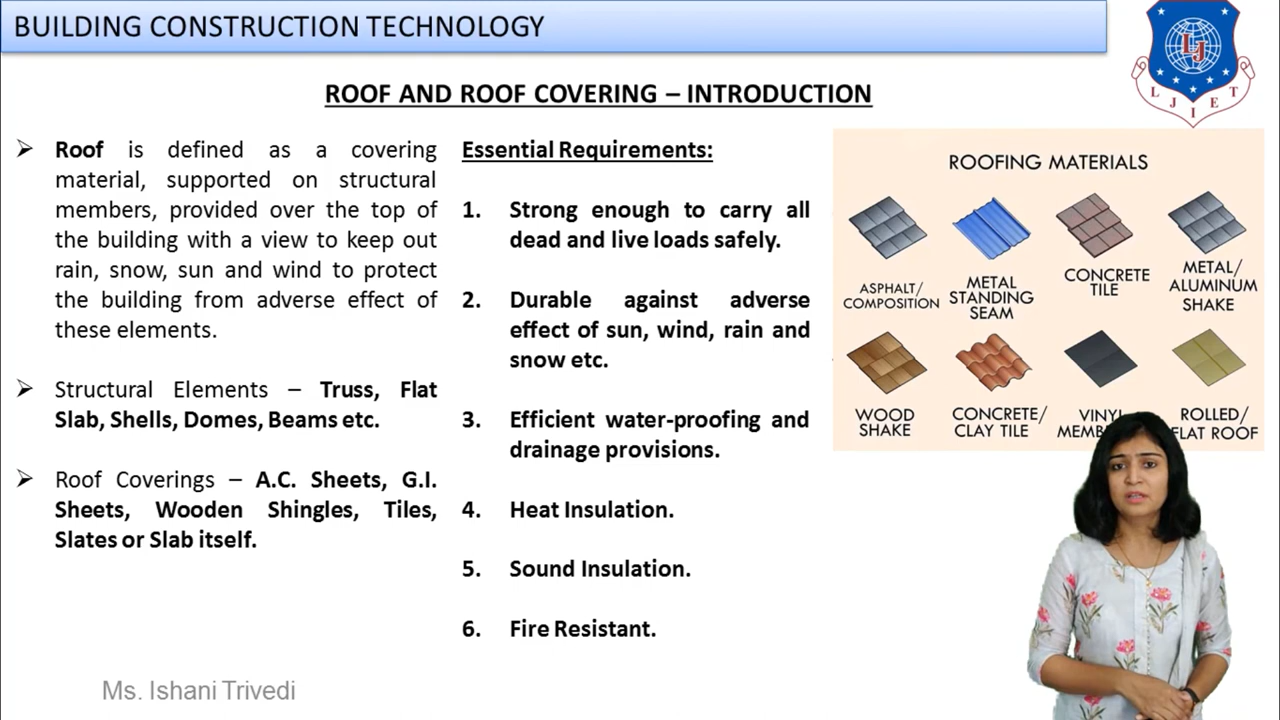 BUILDING CONSTRUCTION TECHNOLOGY
ROOF AND ROOF COVERING – INTRODUCTION
Roof is defined as a covering
material, supported on structural
members, provided over the top of
the building with a view to keep out
rain, snow, sun and wind to protect
the building from adverse effect of
these elements.
Structural Elements – Truss, Flat
Slab, Shells, Domes, Beams etc.
Roof Coverings – A.C. Sheets, G.I.
Sheets, Wooden Shingles, Tiles,
Slates or Slab itself.
Essential Requirements:
1. Strong enough to carry all
dead and live loads safely.
2. Durable against adverse
effect of sun, wind, rain and
snow etc.
3. Efficient water-proofing and
drainage provisions.
4. Heat Insulation.
5. Sound Insulation.
6. Fire Resistant.
LJ
L J I E T
ROOFING MATERIALS
ASPHALT/
COMPOSITION
METAL
STANDING
SEAM
CONCRETE
TILE
METAL/
ALUMINUM
SHAKE
WOOD
SHAKE
CONCRETE/
CLAY TILE
VINYL
ROLLED/
FLAT ROOF
Ms. Ishani Trivedi